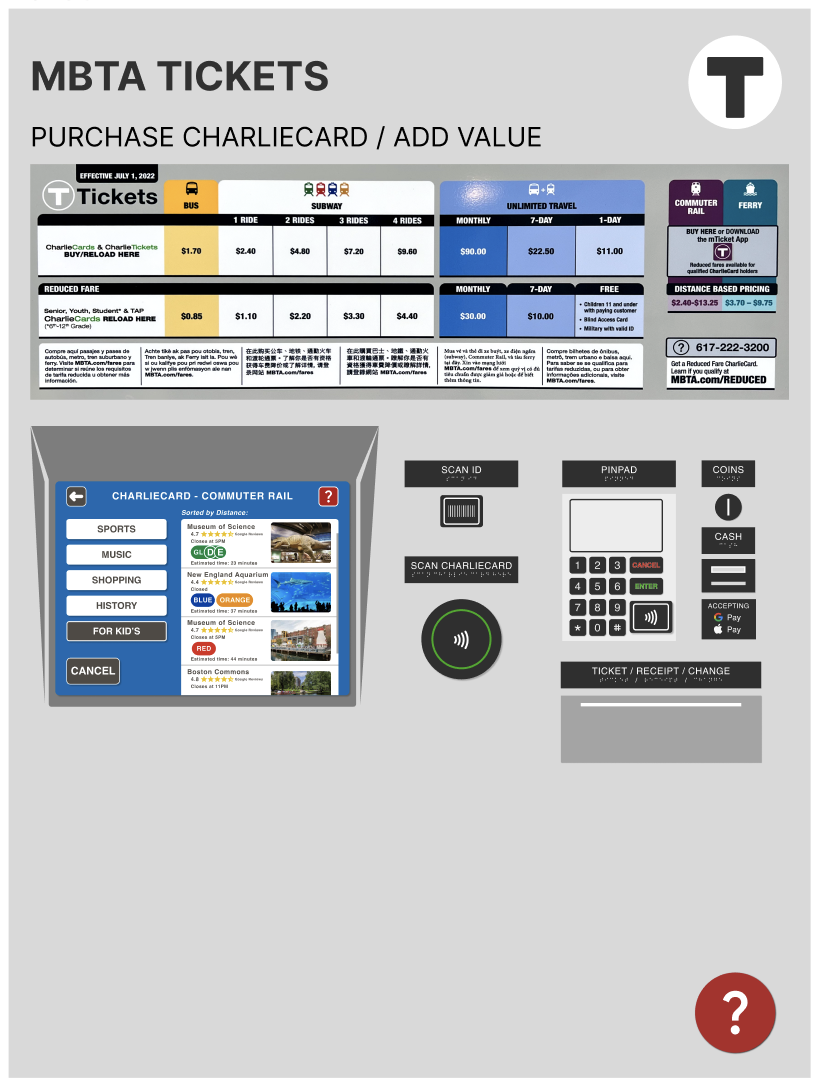 MBTA TICKETS
T
PURCHASE CHARLIECARD / ADD VALUE
EFFECTIVE JULY 1, 2022
T Tickets
BUS
SUBWAY
UNLIMITED TRAVEL
COMMUTER
RAIL
FERRY
1 RIDE 2 RIDES 3 RIDES 4 RIDES
MONTHLY 7-DAY 1-DAY
CharlieCards & CharlieTickets
BUY/RELOAD HERE
$1.70 $2.40 $4.80 $7.20 $9.60 $90.00 $22.50 $11.00
BUY HERE or DOWNLOAD
the mTicket App
T
Reduced fares available for
qualified CharlieCard holders
REDUCED FARE
MONTHLY 7-DAY FREE
DISTANCE BASED PRICING
$2.40-$13.25 $3.70 – $9.75
Senior, Youth, Student* & TAP
CharlieCards RELOAD HERE
(*6th-12th Grade)
$0.85 $1.10 $2.20 $3.30 $4.40 $30.00 $10.00
• Children 11 and under
with paying customer
• Blind Access Card
• Military with valid ID
? 617-222-3200
Get a Reduced Fare CharlieCard.
Learn if you qualify at
MBTA.com/REDUCED
Compre aquí pasajes y pases de
autobús, metro, tren suburbano y
ferry. Visite MBTA.com/fares para
determinar si reúne los requisitos
de tarifa reducida u obtener más
información.
Achte tikè ak pas pou otobis, tren,
Tren banlyè, ak Ferry isit la. Pou wè
si ou kalifye pou pri redwi oswa pou
w jwenn plis enfòmasyon ale nan
MBTA.com/fares.
在此购买公车、地铁、通勤火车
和渡轮通票。了解你是否有资格
获得车费降价或了解详情, 请登
录网站 MBTA.com/fares
在此購買巴士、地鐵、通勤火
車和渡輪通票。瞭解你是否有
資格獲得車費降價或瞭解詳情,
請登錄網站 MBTA.com/fares
Mua vé và thẻ đi xe buýt, xe điện ngầm
(subway), Commuter Rail, và tàu ferry
tại đây. Xin vào mạng lưới
MBTA.com/fares để xem quý vị có đủ
tiêu chuẩn được giảm giá hoặc để biết
thêm thông tin.
Compre bilhetes de ônibus,
metrô, trem urbano e balsa aqui.
Para saber se se qualifica para
tarifas reduzidas, ou para obter
informações adicionais, visite
MBTA.com/fares.
CHARLIECARD - COMMUTER RAIL
?
Sorted by Distance:
SPORTS
MUSIC
SHOPPING
HISTORY
FOR KID'S
CANCEL
Museum of Science
4.7 Google Reviews
Closes at 5PM
GL D E
Estimated time: 23 minutes
New England Aquarium
4.4 Google Reviews
Closed
BLUE ORANGE
Estimated time: 37 minutes
Museum of Science
4.7 Google Reviews
Closes at 5PM
RED
Estimated time: 44 minutes
Boston Commons
4.8 Google Reviews
Closes at 11PM
SCAN ID
SCAN CHARLIECARD
PINPAD
1 2 3 CANCEL
4 5 6 ENTER
7 8 9
* 0 #
COINS
CASH
ACCEPTING
G Pay
Pay
TICKET / RECEIPT / CHANGE
?